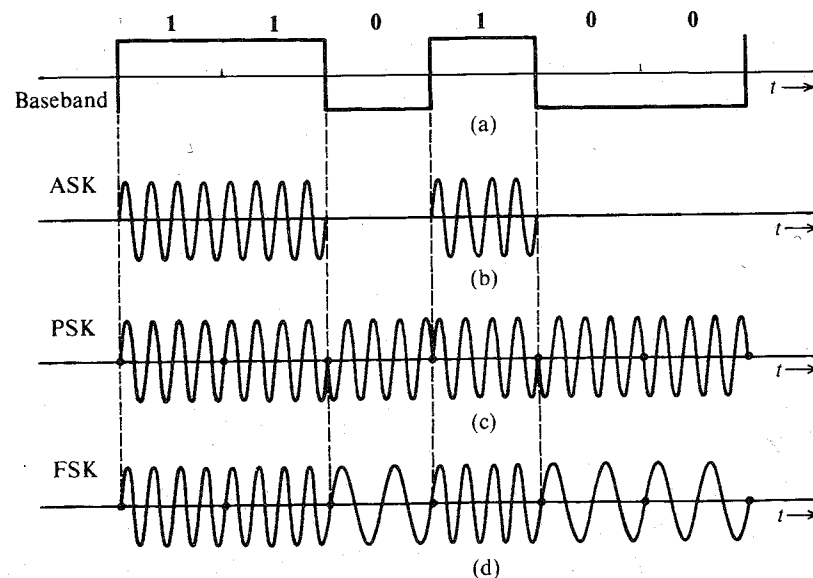 1 1 0 1 0 0
Baseband
t
(a)
ASK
t
(b)
PSK
t
(c)
FSK
t
(d)